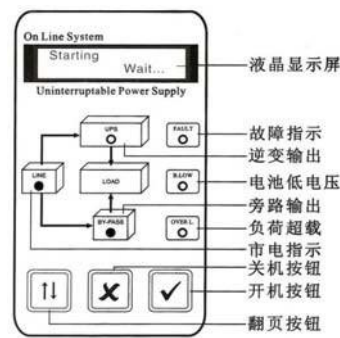 On Line System
Starting
Wait...
液晶显示屏
Uninterruptable Power Supply
UPS
FAULT
故障指示
逆变输出
LINE
LOAD
B.LOW
电池低电压
旁路输出
BY-PASS
OVER L.
负荷超载
市电指示
关机按钮
开机按钮
翻页按钮